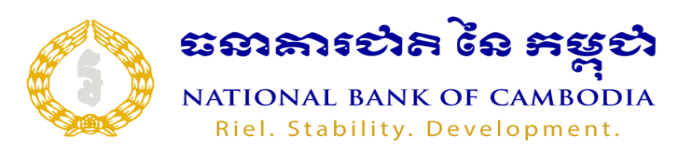 ធនាគារជាតិ នៃ កម្ពុជា
NATIONAL BANK OF CAMBODIA
Riel. Stability. Development.